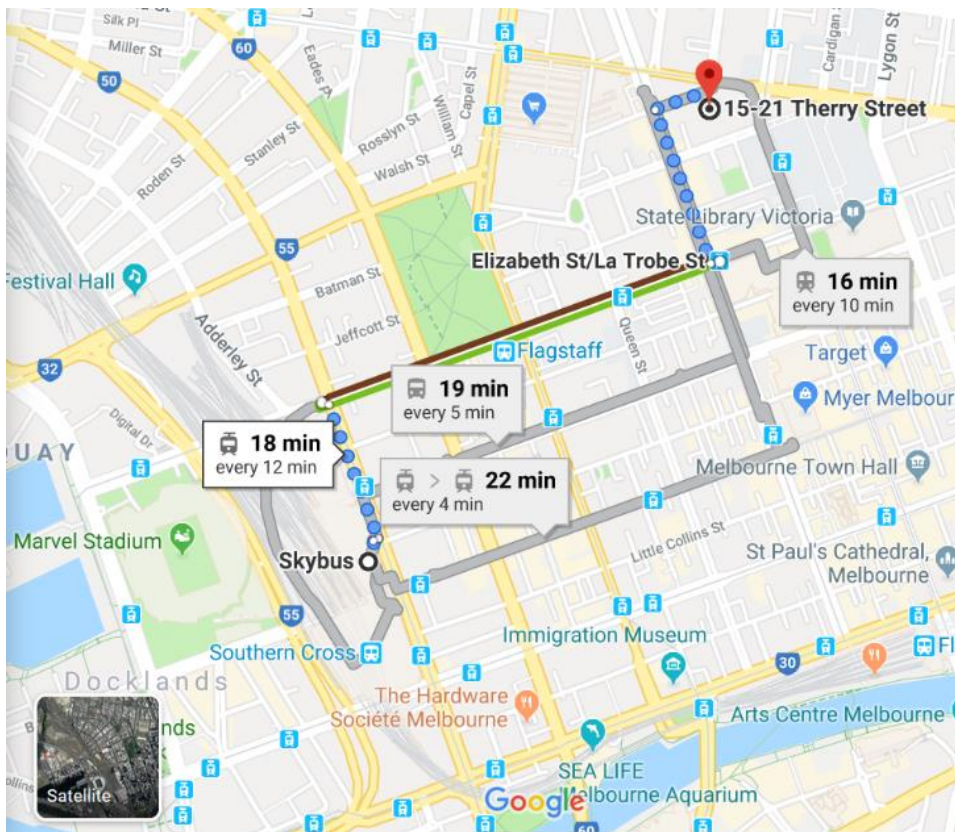 Silk Pl
Miller St
50
60
Eades Pl
Stanley St
Rosslyn St
Walsh St
Roden St
William St
Capel St
Cardigan St
Lygon St
15-21 Therry Street
State Library Victoria
Elizabeth St/La Trobe St
16 min
every 10 min
Festival Hall
55
Batman St
Jeffcott St
Adderley St
32
Flagstaff
Queen St
Target
Digital Dr
19 min
every 5 min
Myer Melbour
UAY
18 min
every 12 min
22 min
every 4 min
Melbourne Town Hall
Marvel Stadium
Skybus
Little Collins St
St Paul's Cathedral,
Melbourne
55
Southern Cross
Immigration Museum
30
Fl
Docklands
The Hardware
Société Melbourne
Arts Centre Melbourne
nds
k
Collins
Satellite
SEA LIFE
Melbourne Aquarium
Google
60